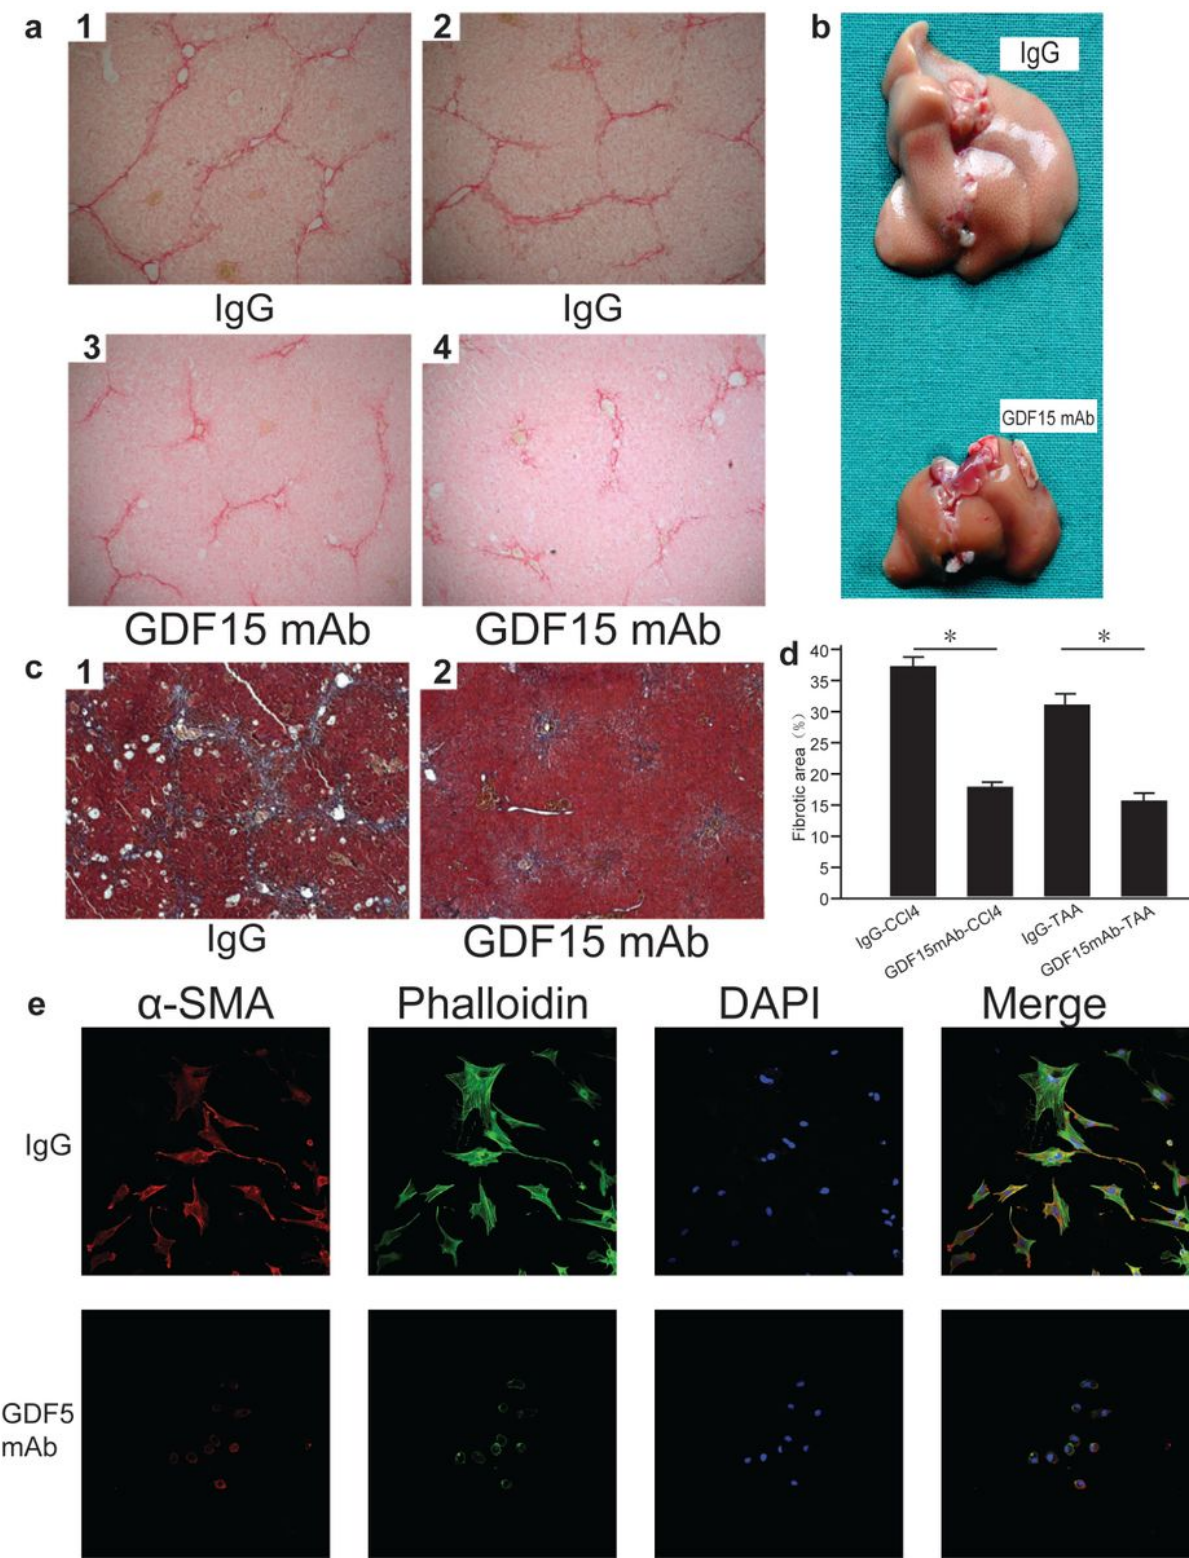 a
1
2
IgG
IgG
3
4
GDF15 mAb
GDF15 mAb
b
IgG
GDF15 mAb
c
1
2
IgG
GDF15 mAb
d
*
*
40
35
30
25
20
15
10
5
0
Fibrotic area (%)
IgG-CCl4
GDF15mAb-CCl4
IgG-TAA
GDF15mAb-TAA
e
α-SMA
Phalloidin
DAPI
Merge
IgG
GDF5
mAb